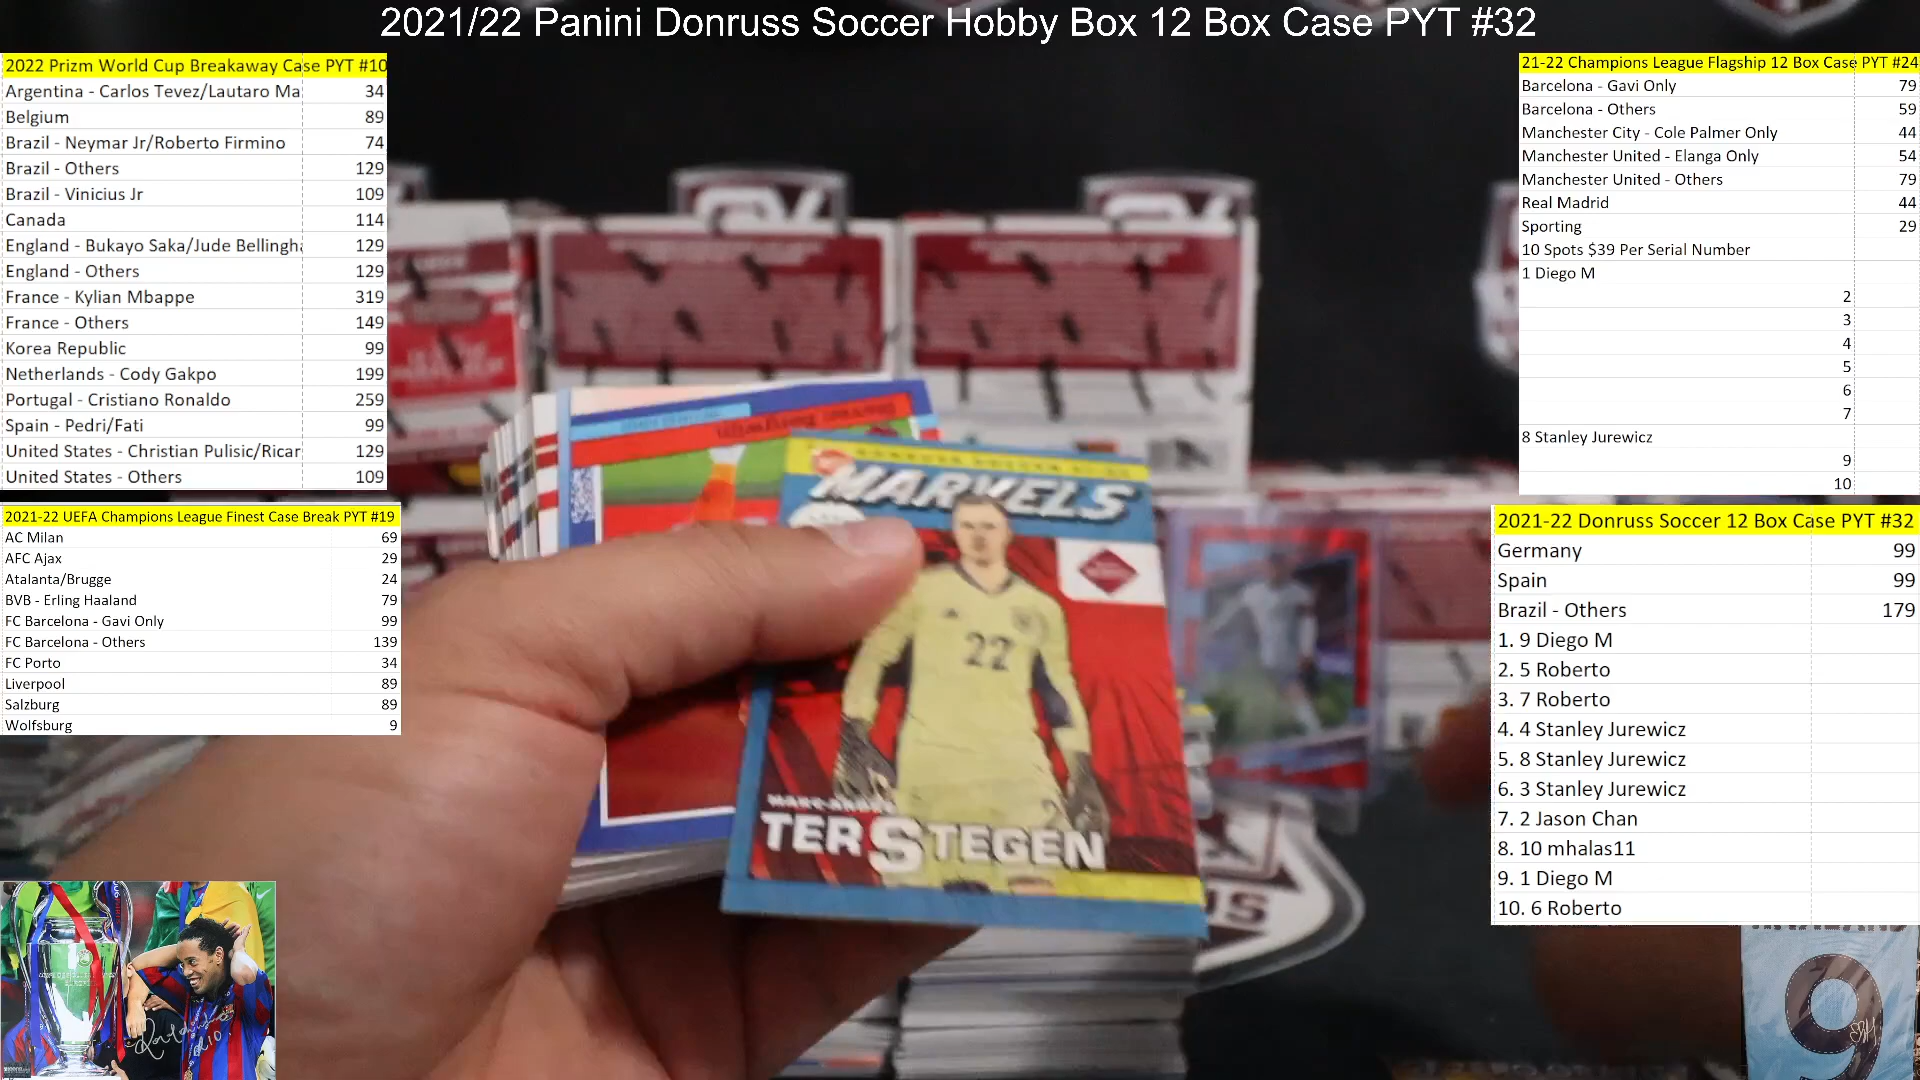 2021/22 Panini Donruss Soccer Hobby Box 12 Box Case PYT #32
2022 Prizm World Cup Breakaway Case PYT #10
Argentina - Carlos Tevez/Lautaro Ma 34
Belgium 89
Brazil - Neymar Jr/Roberto Firmino 74
Brazil - Others 129
Brazil - Vinicius Jr 109
Canada 114
England - Bukayo Saka/Jude Bellingh 129
England - Others 129
France - Kylian Mbappe 319
France - Others 149
Korea Republic 99
Netherlands - Cody Gakpo 199
Portugal - Cristiano Ronaldo 259
Spain - Pedri/Fati 99
United States - Christian Pulisic/Ricar 129
United States - Others 109
2021-22 UEFA Champions League Finest Case Break PYT #19
AC Milan 69
AFC Ajax 29
Atalanta/Brugge 24
BVB - Erling Haaland 79
FC Barcelona - Gavi Only 99
FC Barcelona - Others 139
FC Porto 34
Liverpool 89
Salzburg 89
Wolfsburg 9
MARVELS
22
TER STEGEN
21-22 Champions League Flagship 12 Box Case PYT #24
Barcelona - Gavi Only 79
Barcelona - Others 59
Manchester City - Cole Palmer Only 44
Manchester United - Elanga Only 54
Manchester United - Others 79
Real Madrid 44
Sporting 29
10 Spots $39 Per Serial Number
1 Diego M
2
3
4
5
6
7
8 Stanley Jurewicz
9
10
2021-22 Donruss Soccer 12 Box Case PYT #32
Germany 99
Spain 99
Brazil - Others 179
1. 9 Diego M
2. 5 Roberto
3. 7 Roberto
4. 4 Stanley Jurewicz
5. 8 Stanley Jurewicz
6. 3 Stanley Jurewicz
7. 2 Jason Chan
8. 10 mhalas11
9. 1 Diego M
10. 6 Roberto
9